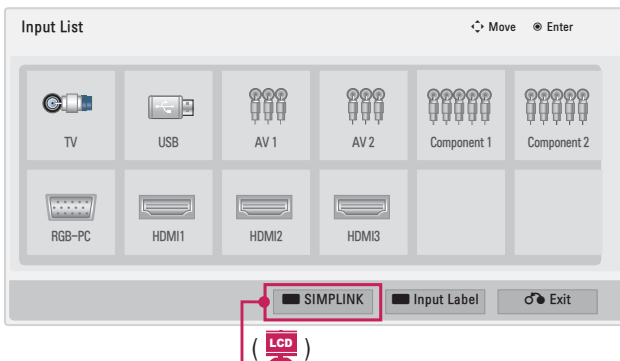 Input List
Move Enter
TV USB AV 1 AV 2 Component 1 Component 2
RGB-PC HDMI1 HDMI2 HDMI3
SIMPLINK Input Label Exit
( LCD )